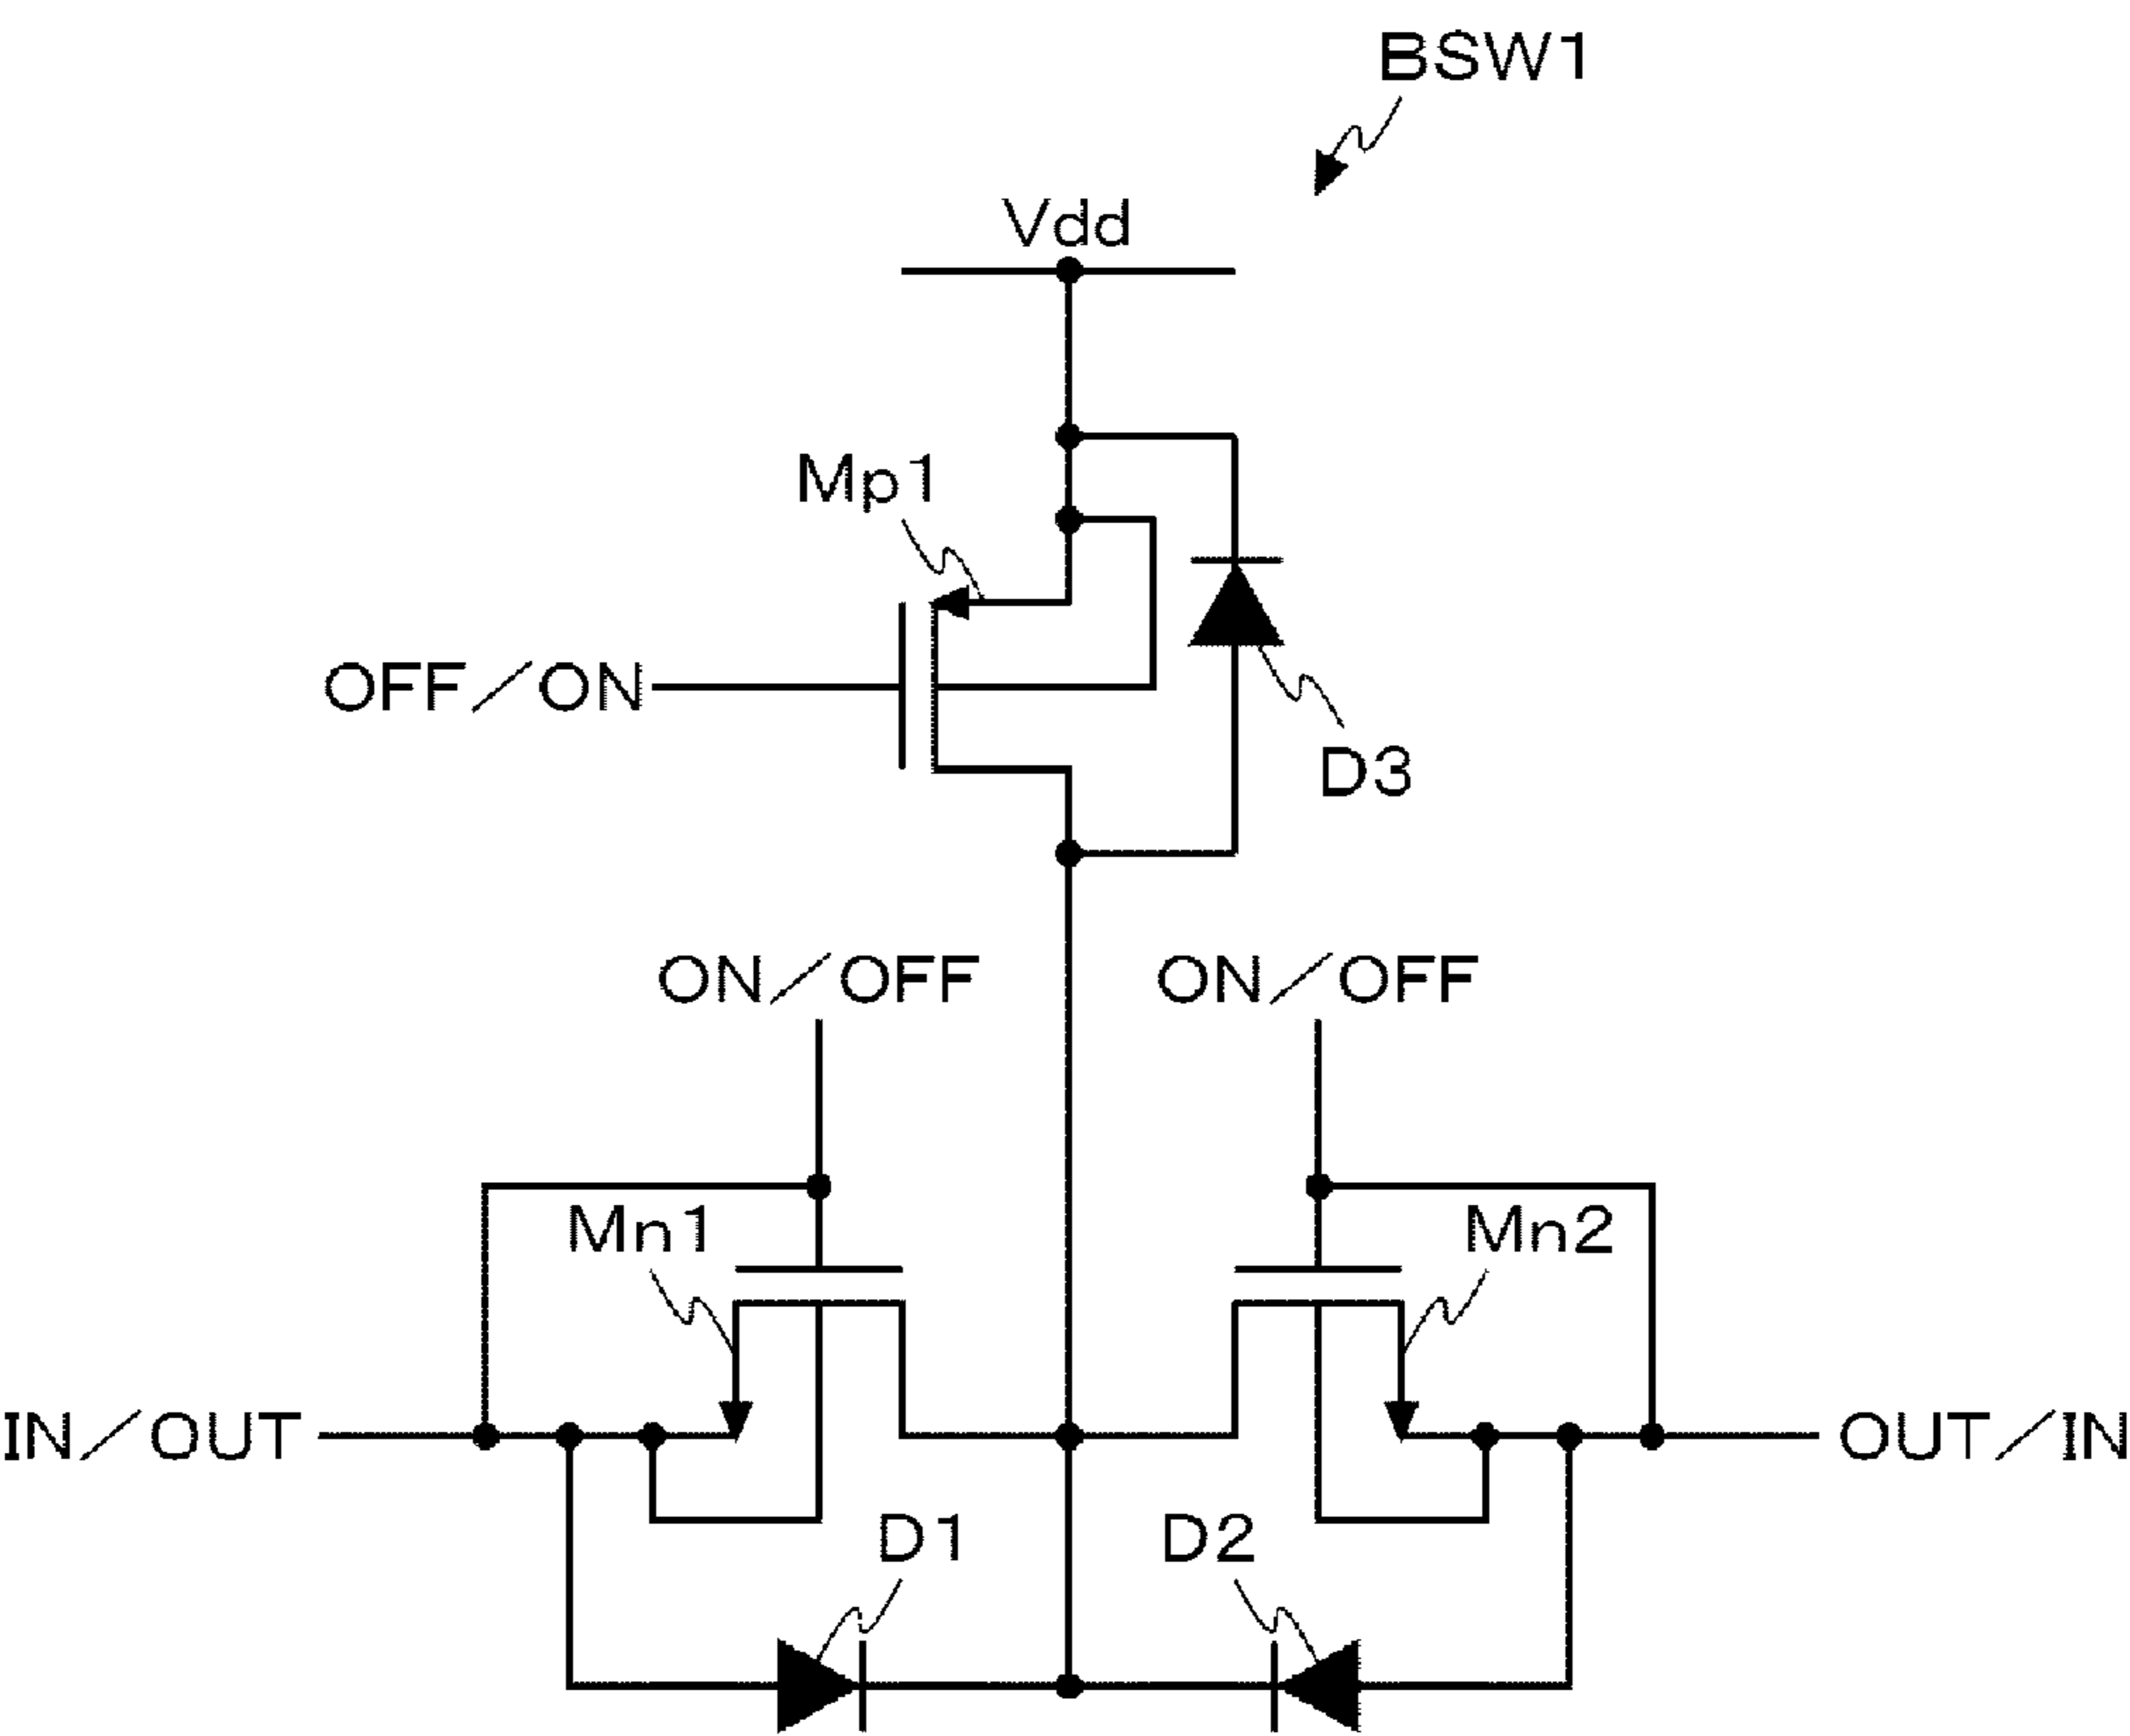 BSW1
Vdd
Mp1
OFF／ON
D3
ON／OFF ON／OFF
Mn1 Mn2
IN／OUT OUT／IN
D1 D2